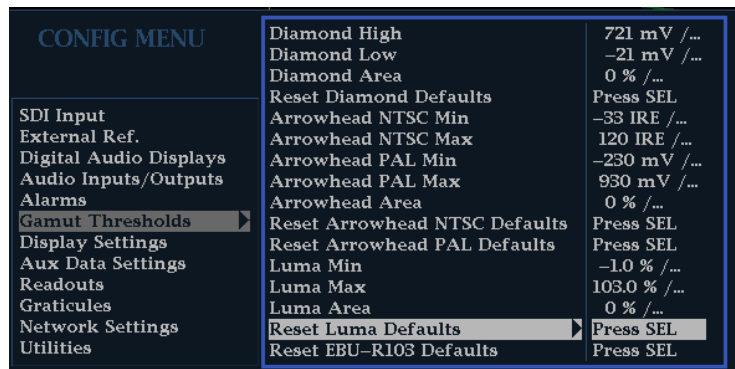 CONFIG MENU
SDI Input
External Ref.
Digital Audio Displays
Audio Inputs/Outputs
Alarms
Gamut Thresholds
Display Settings
Aux Data Settings
Readouts
Graticules
Network Settings
Utilities
Diamond High 721 mV /...
Diamond Low –21 mV /...
Diamond Area 0 % /...
Reset Diamond Defaults Press SEL
Arrowhead NTSC Min –33 IRE /...
Arrowhead NTSC Max 120 IRE /...
Arrowhead PAL Min –230 mV /...
Arrowhead PAL Max 930 mV /...
Arrowhead Area 0 % /...
Reset Arrowhead NTSC Defaults Press SEL
Reset Arrowhead PAL Defaults Press SEL
Luma Min –1.0 % /...
Luma Max 103.0 % /...
Luma Area 0 % /...
Reset Luma Defaults Press SEL
Reset EBU–R103 Defaults Press SEL